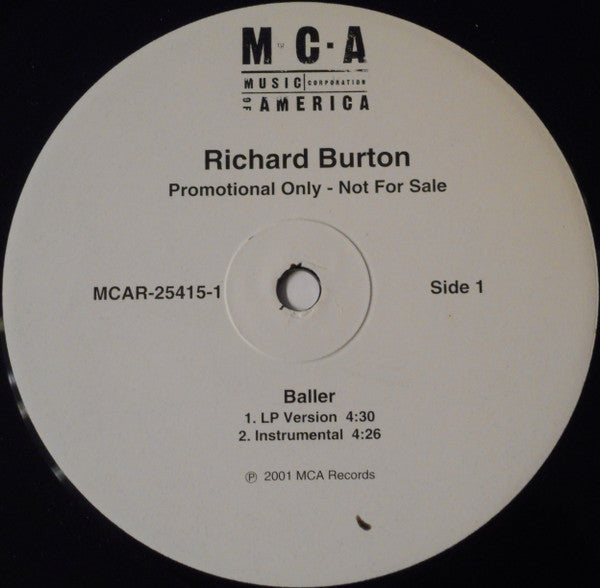 M·C·A
MUSIC CORPORATION
OF AMERICA
Richard Burton
Promotional Only - Not For Sale
MCAR-25415-1
Side 1
Baller
1. LP Version 4:30
2. Instrumental 4:26
℗ 2001 MCA Records